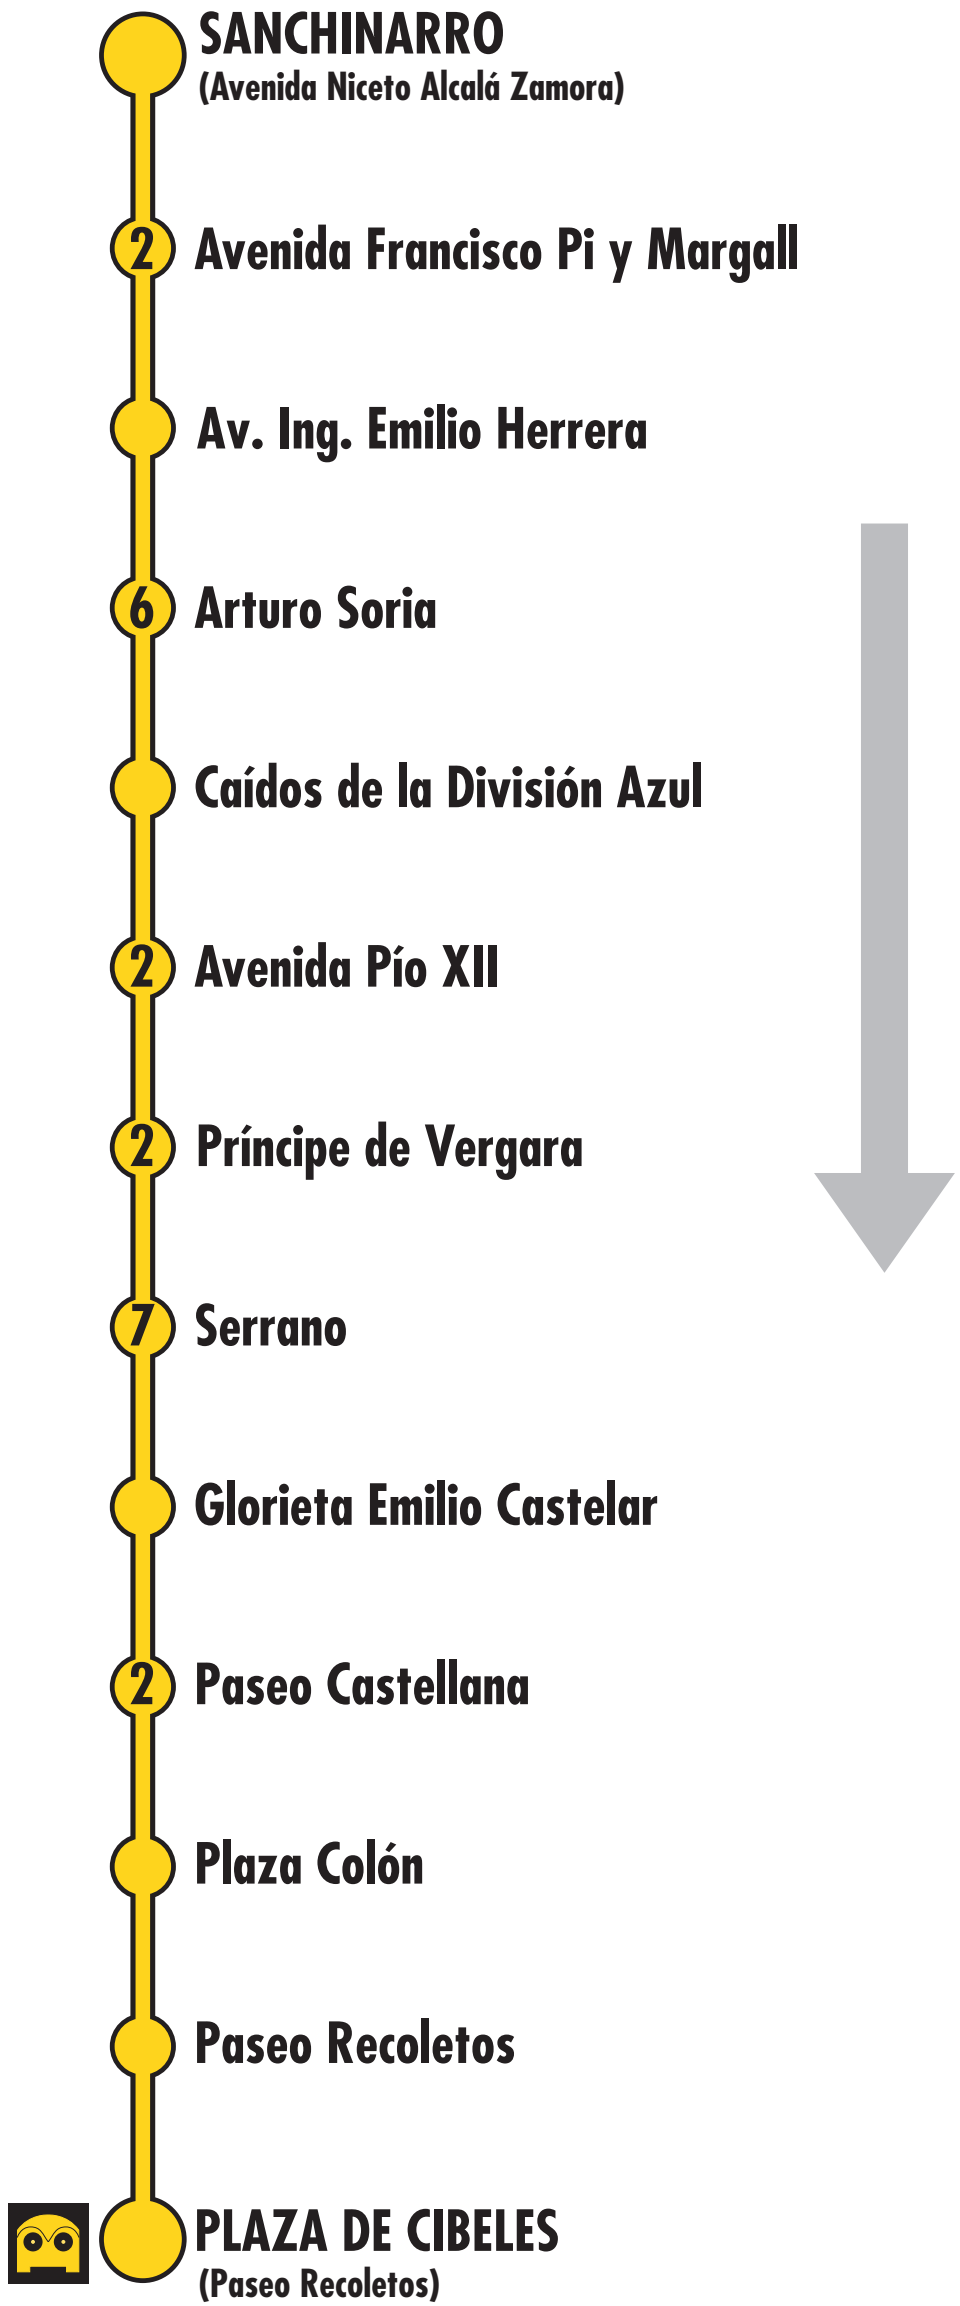 SANCHINARRO
(Avenida Niceto Alcalá Zamora)
2 Avenida Francisco Pi y Margall
Av. Ing. Emilio Herrera
6 Arturo Soria
Caídos de la División Azul
2 Avenida Pío XII
2 Príncipe de Vergara
7 Serrano
Glorieta Emilio Castelar
2 Paseo Castellana
Plaza Colón
Paseo Recoletos
PLAZA DE CIBELES
(Paseo Recoletos)